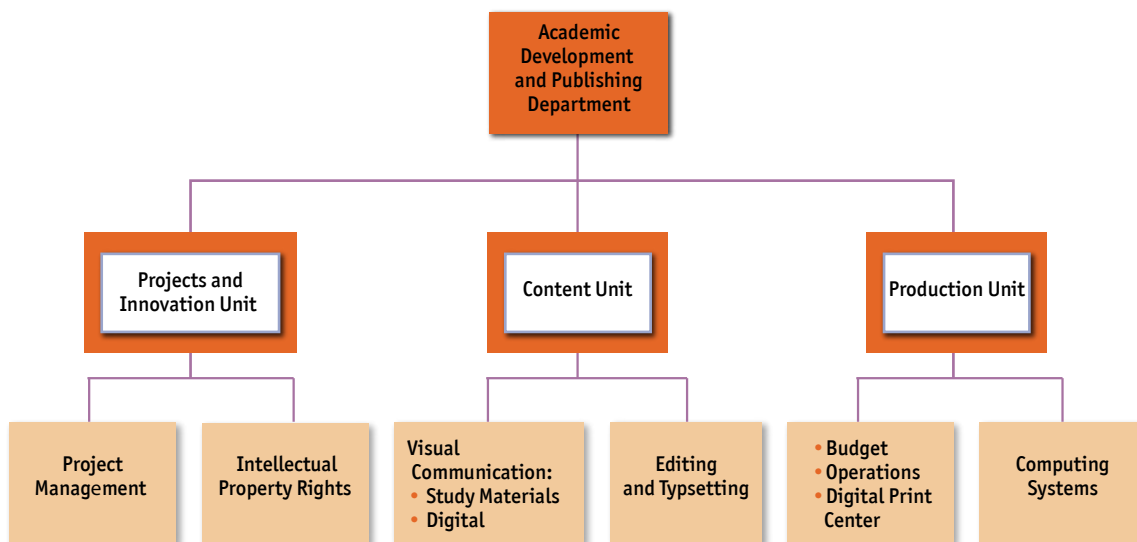 Academic
Development
and Publishing
Department
Projects and
Innovation Unit
Content Unit
Production Unit
Project
Management
Intellectual
Property Rights
Visual
Communication:
• Study Materials
• Digital
Editing
and Typsetting
• Budget
• Operations
• Digital Print
Center
Computing
Systems